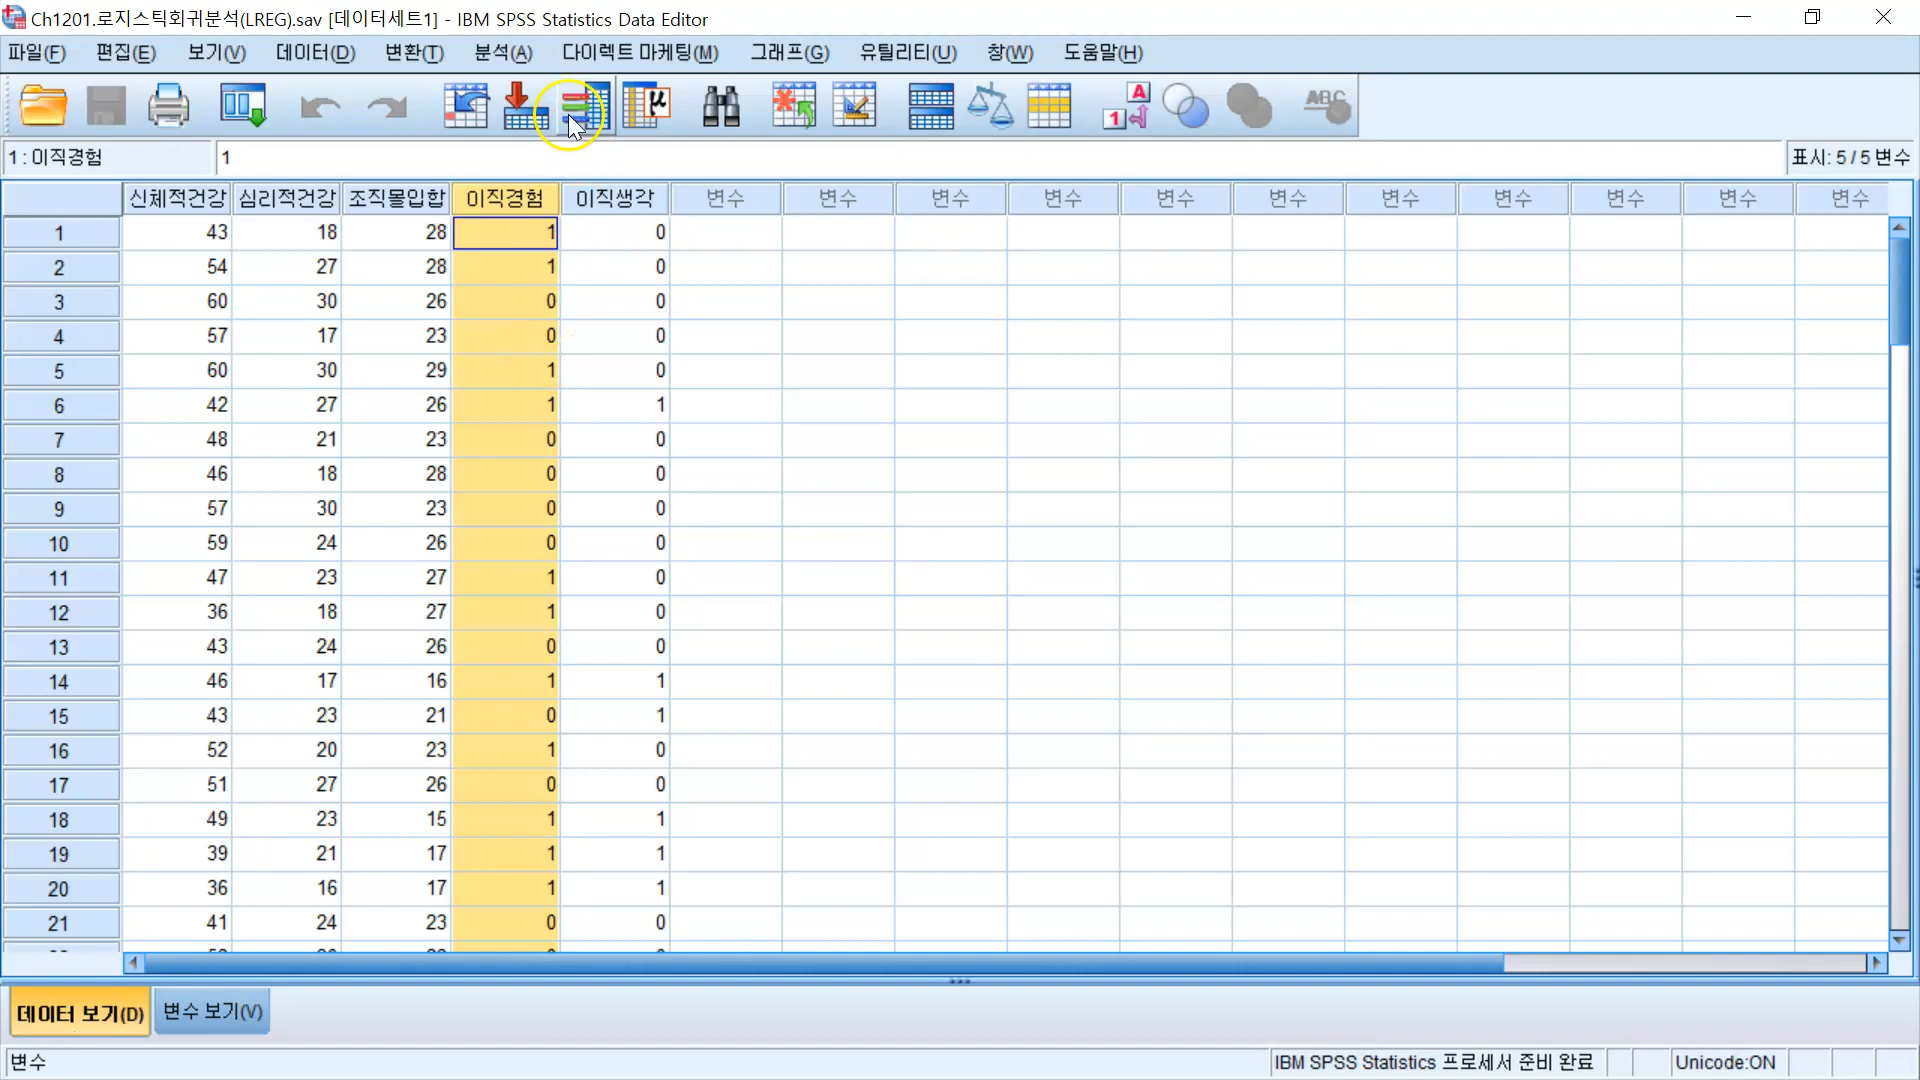 Ch1201.로지스틱회귀분석(LREG).sav [데이터세트1] - IBM SPSS Statistics Data Editor
파일(F) 편집(E) 보기(V) 데이터(D) 변환(T) 분석(A) 다이렉트 마케팅(M) 그래프(G) 유틸리티(U) 창(W) 도움말(H)
μ A 1 ABC
1 : 이직경험 1 표시: 5 / 5 변수
신체적건강 심리적건강 조직몰입합 이직경험 이직생각 변수 변수 변수 변수 변수 변수 변수 변수 변수 변수 변수
1 43 18 28 1 0
2 54 27 28 1 0
3 60 30 26 0 0
4 57 17 23 0 0
5 60 30 29 1 0
6 42 27 26 1 1
7 48 21 23 0 0
8 46 18 28 0 0
9 57 30 23 0 0
10 59 24 26 0 0
11 47 23 27 1 0
12 36 18 27 1 0
13 43 24 26 0 0
14 46 17 16 1 1
15 43 23 21 0 1
16 52 20 23 1 0
17 51 27 26 0 0
18 49 23 15 1 1
19 39 21 17 1 1
20 36 16 17 1 1
21 41 24 23 0 0
데이터 보기(D) 변수 보기(V)
변수 IBM SPSS Statistics 프로세서 준비 완료 Unicode:ON